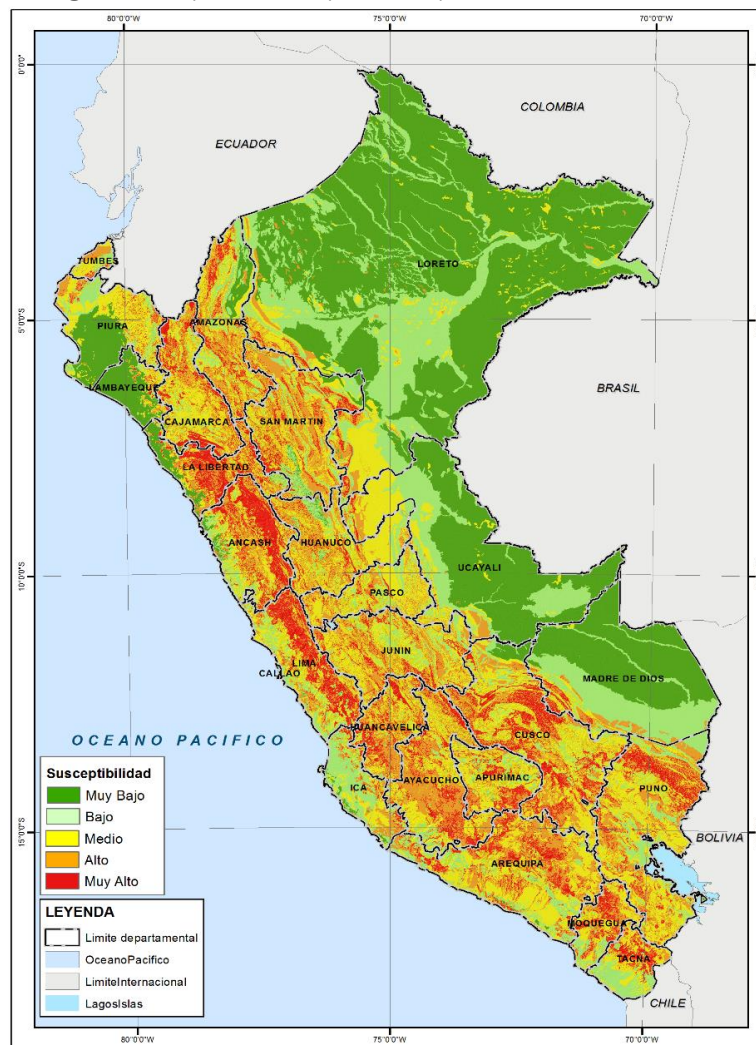 80°0'0"W
75°0'0"W
70°0'0"W
0°0'0"
COLOMBIA
ECUADOR
TUMBES
LORETO
5°0'0"S
PIURA
AMAZONAS
LAMBAYEQUE
BRASIL
CAJAMARCA
SAN MARTIN
LA LIBERTAD
ANCASH
HUANUCO
UCAYALI
10°0'0"S
PASCO
JUNIN
LIMA
CALLAO
MADRE DE DIOS
HUANCAVELICA
CUSCO
OCEANO PACIFICO
ICA
AYACUCHO
APURIMAC
PUNO
15°0'0"S
BOLIVIA
AREQUIPA
MOQUEGUA
TACNA
CHILE
Susceptibilidad
Muy Bajo
Bajo
Medio
Alto
Muy Alto
LEYENDA
Limite departamental
OceanoPacifico
LimiteInternacional
LagosIslas
80°0'0"W
75°0'0"W
70°0'0"W